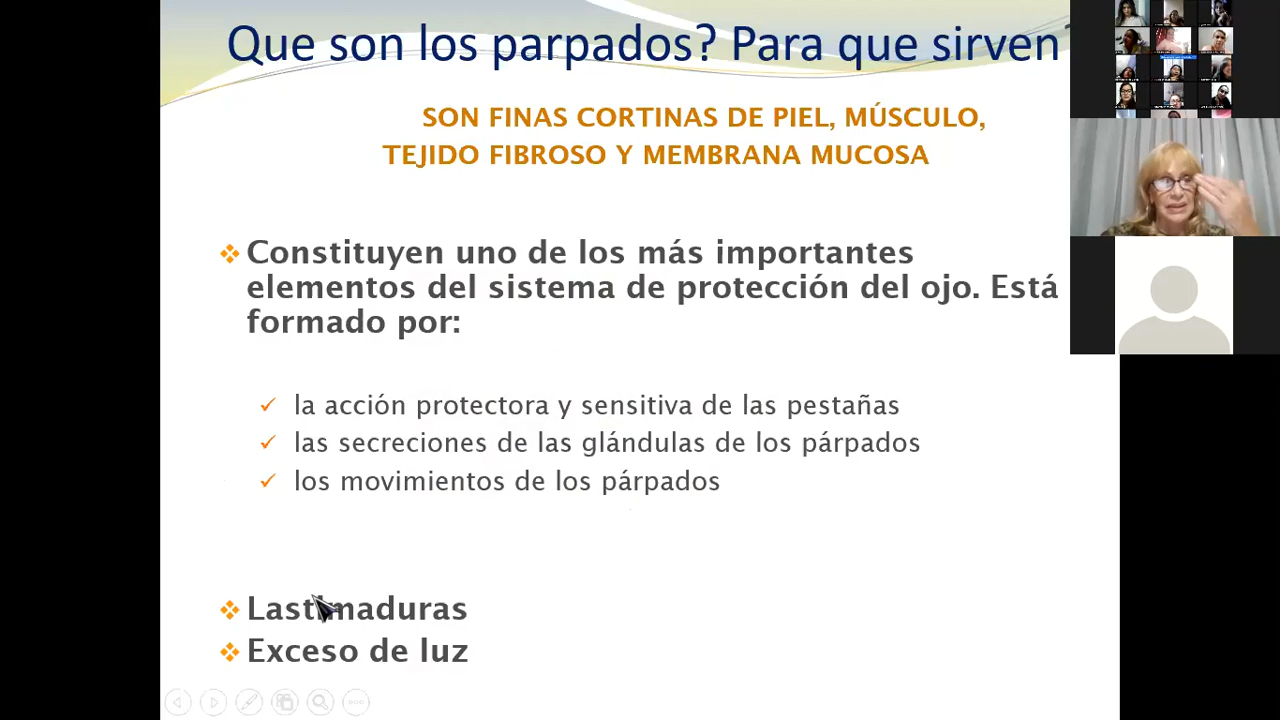 Que son los parpados? Para que sirven
SON FINAS CORTINAS DE PIEL, MÚSCULO,
TEJIDO FIBROSO Y MEMBRANA MUCOSA
Constituyen uno de los más importantes
elementos del sistema de protección del ojo. Está
formado por:
la acción protectora y sensitiva de las pestañas
las secreciones de las glándulas de los párpados
los movimientos de los párpados
Lastimaduras
Exceso de luz